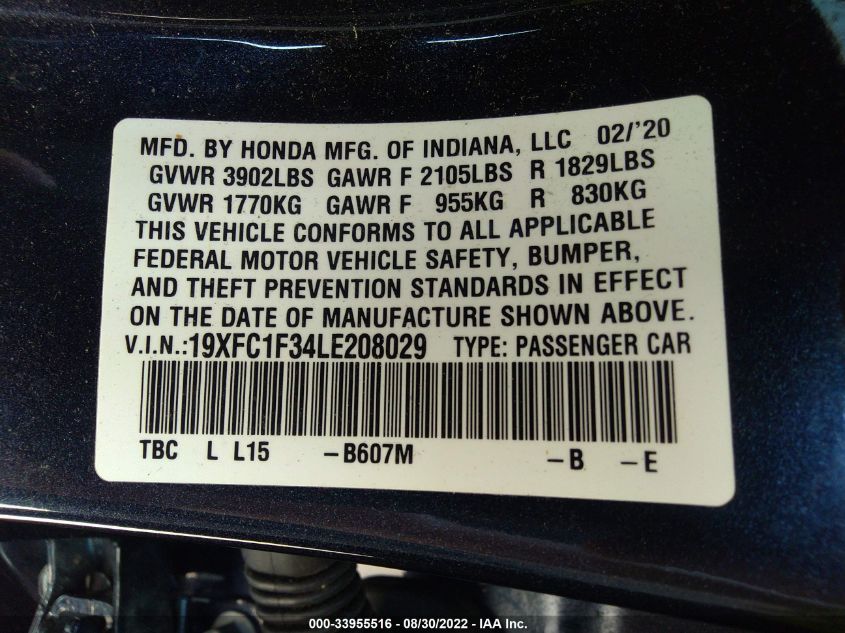 MFD. BY HONDA MFG. OF INDIANA, LLC 02/'20
GVWR 3902LBS GAWR F 2105LBS R 1829LBS
GVWR 1770KG GAWR F 955KG R 830KG
THIS VEHICLE CONFORMS TO ALL APPLICABLE
FEDERAL MOTOR VEHICLE SAFETY, BUMPER,
AND THEFT PREVENTION STANDARDS IN EFFECT
ON THE DATE OF MANUFACTURE SHOWN ABOVE.
V.I.N.:19XFC1F34LE208029 TYPE: PASSENGER CAR
TBC L L15 -B607M -B -E
000-33955516 - 08/30/2022 - IAA Inc.